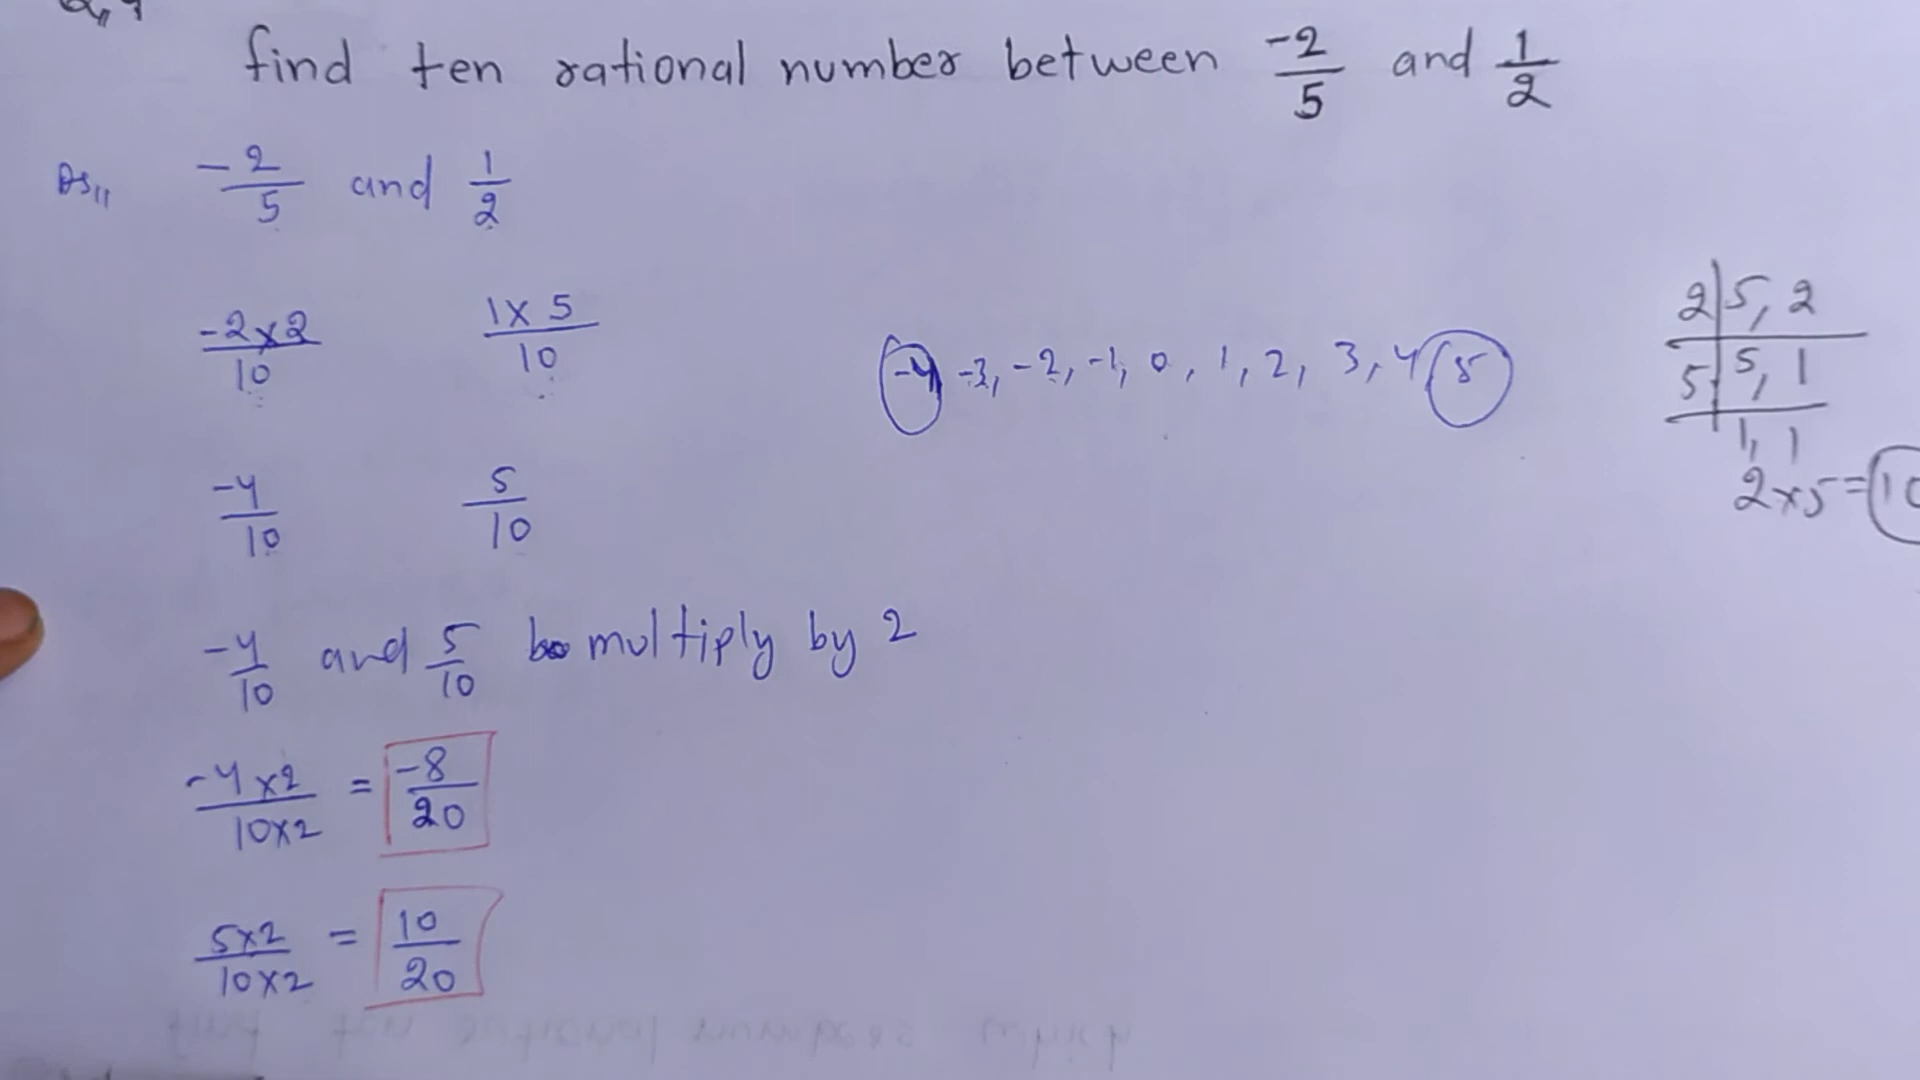 find ten rational number between -2/5 and 1/2
-2/5 and 1/2
-2x2/10 1x5/10
-4 -3, -2, -1, 0, 1, 2, 3, 4 5
2 5, 2
5 5, 1
1, 1
2x5=10
-4/10 5/10
-4/10 and 5/10 multiply by 2
-4x2/10x2 = -8/20
5x2/10x2 = 10/20